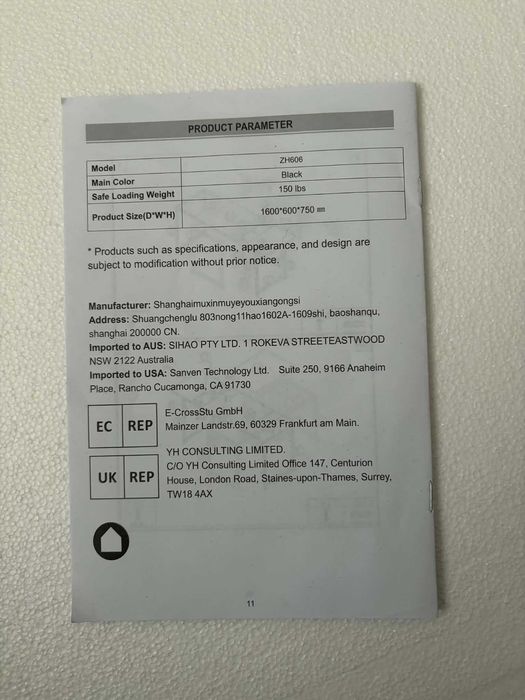 PRODUCT PARAMETER
Model ZH606
Main Color Black
Safe Loading Weight 150 lbs
Product Size(D*W*H) 1600*600*750 mm
* Products such as specifications, appearance, and design are
subject to modification without prior notice.
Manufacturer: Shanghaimuxinmuyeyouxiangongsi
Address: Shuangchenglu 803nong11hao1602A-1609shi, baoshanqu,
shanghai 200000 CN.
Imported to AUS: SIHAO PTY LTD. 1 ROKEVA STREETEASTWOOD
NSW 2122 Australia
Imported to USA: Sanven Technology Ltd. Suite 250, 9166 Anaheim
Place, Rancho Cucamonga, CA 91730
EC REP
E-CrossStu GmbH
Mainzer Landstr.69, 60329 Frankfurt am Main.
UK REP
YH CONSULTING LIMITED.
C/O YH Consulting Limited Office 147, Centurion
House, London Road, Staines-upon-Thames, Surrey,
TW18 4AX
11